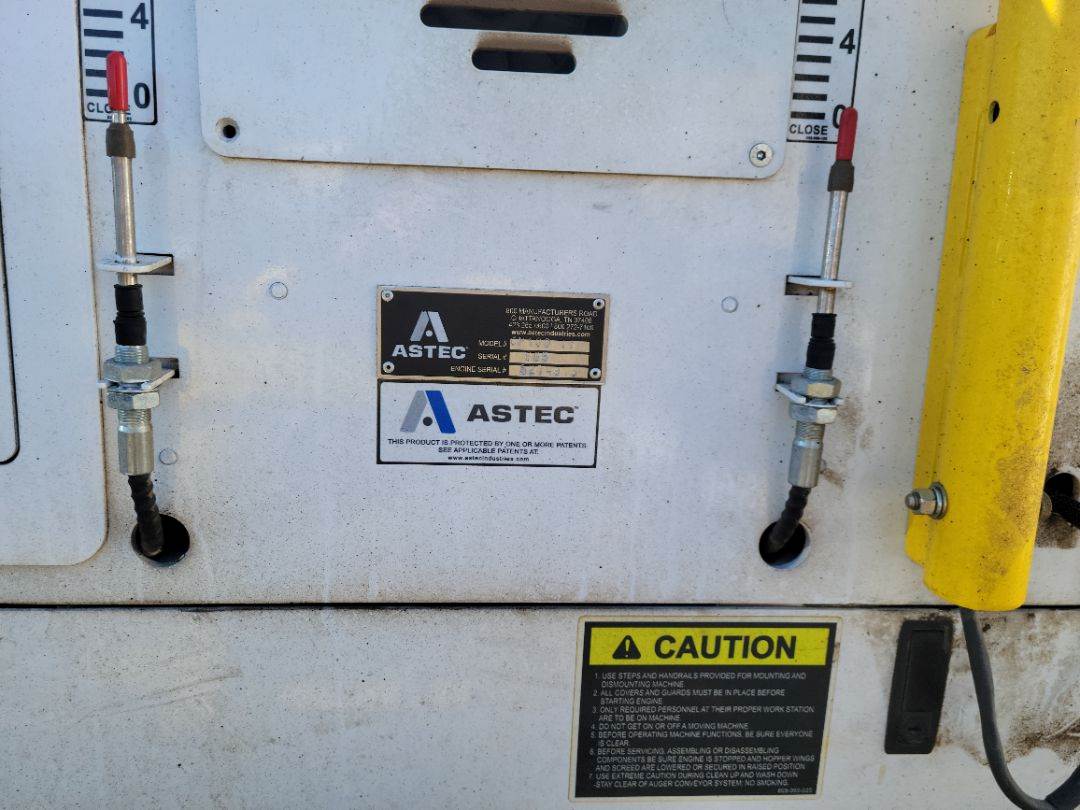 4
0
CLOSE
4
0
CLOSE
ASTEC
800 MANUFACTURERS ROAD
CHATTANOOGA, TN 37405
www.astecindustries.com
MODEL#
SERIAL#
ENGINE SERIAL#
ASTEC
THIS PRODUCT IS PROTECTED BY ONE OR MORE PATENTS
SEE APPLICABLE PATENTS AT:
www.astecindustries.com
CAUTION
1. USE STEPS AND HANDRAILS PROVIDED FOR MOUNTING AND
DISMOUNTING MACHINE.
2. ALL COVERS AND GUARDS MUST BE IN PLACE BEFORE
STARTING ENGINE.
3. ONLY REQUIRED PERSONNEL AT THEIR PROPER WORK STATION
ARE TO BE ON MACHINE.
4. DO NOT GET ON OR OFF A MOVING MACHINE.
5. BEFORE OPERATING MACHINE FUNCTIONS, BE SURE EVERYONE
IS CLEAR.
6. BEFORE SERVICING, ASSEMBLING OR DISASSEMBLING
COMPONENTS BE SURE ENGINE IS STOPPED AND HOPPER WINGS
AND SCREED ARE LOWERED OR SECURED IN RAISED POSITION.
7. USE EXTREME CAUTION DURING CLEAN UP AND WASH DOWN
-STAY CLEAR OF AUGER CONVEYOR SYSTEM; NO SMOKING.